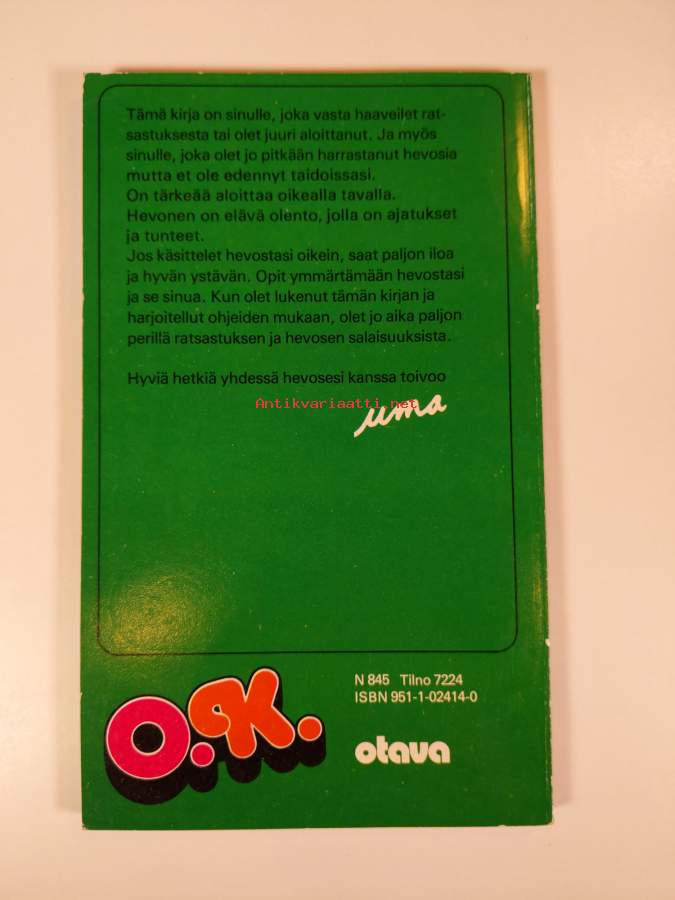 Tämä kirja on sinulle, joka vasta haaveilet rat-
sastuksesta tai olet juuri aloittanut. Ja myös
sinulle, joka olet jo pitkään harrastanut hevosia
mutta et ole edennyt taidoissasi.
On tärkeää aloittaa oikealla tavalla.
Hevonen on elävä olento, jolla on ajatukset
ja tunteet.
Jos käsittelet hevostasi oikein, saat paljon iloa
ja hyvän ystävän. Opit ymmärtämään hevostasi
ja se sinua. Kun olet lukenut tämän kirjan ja
harjoitellut ohjeiden mukaan, olet jo aika paljon
perillä ratsastuksen ja hevosen salaisuuksista.
Hyviä hetkiä yhdessä hevosesi kanssa toivoo
Antikvariaatti.net
uma
O.K.
N 845 Tilno 7224
ISBN 951-1-02414-0
otava